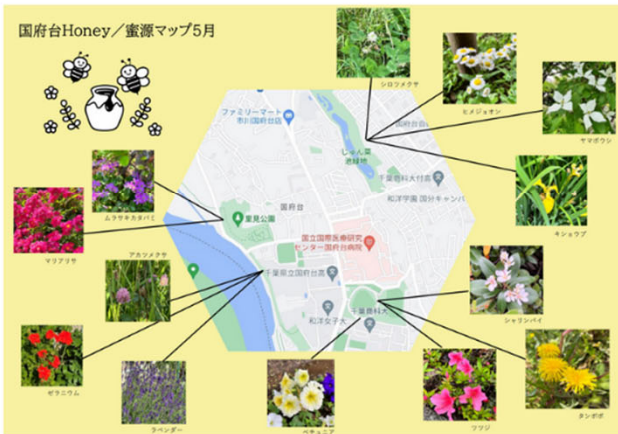 国府台Honey／蜜源マップ5月
シロツメクサ
ヒメジョオン
ヤマボウシ
キショウブ
ファミリーマート
市川国府台店
じゅん菜
池緑地
千葉商科大付高
和洋学園 国分キャンパ
国府台
里見公園
国立国際医療研究
センター国府台病院
千葉県立国府台高
和洋女子大
千葉商科大
ムラサキカタバミ
マリアリサ
アカツメクサ
ゼラニウム
ラベンダー
ペチュニア
ツツジ
シャリンバイ
タンポポ